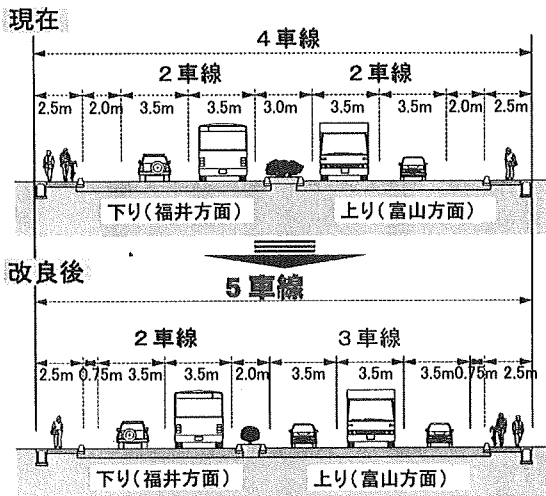 現在
4車線
2車線 2車線
2.5m 2.0m 3.5m 3.5m 3.0m 3.5m 3.5m 2.0m 2.5m
下り(福井方面) 上り(富山方面)
改良後
5車線
2車線 3車線
2.5m 0.75m 3.5m 3.5m 2.0m 3.5m 3.5m 3.5m 0.75m 2.5m
下り(福井方面) 上り(富山方面)